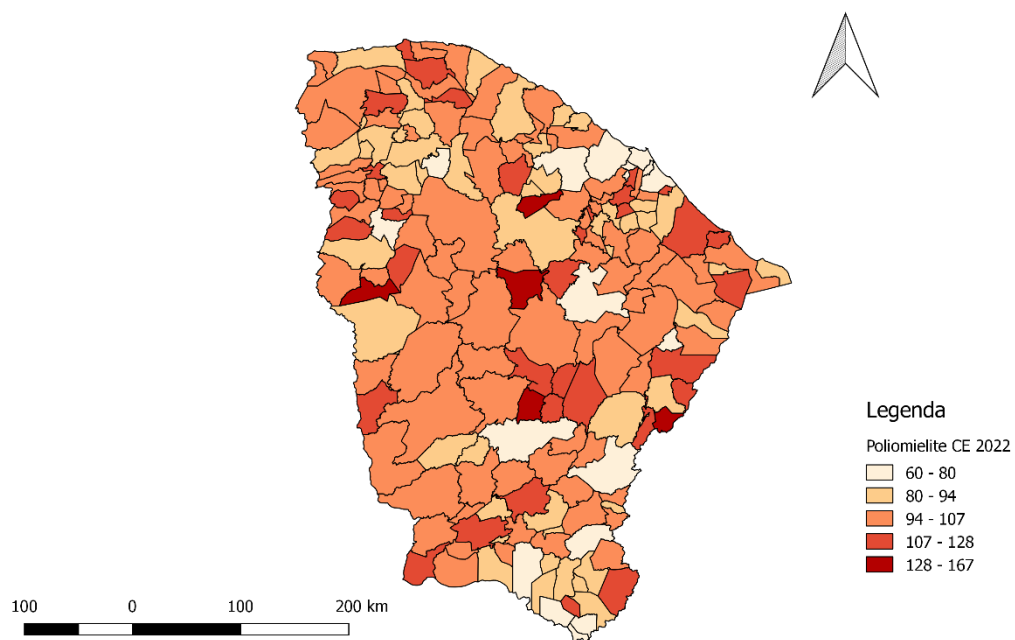 Legenda
Poliomielite CE 2022
60 - 80
80 - 94
94 - 107
107 - 128
128 - 167
100 0 100 200 km